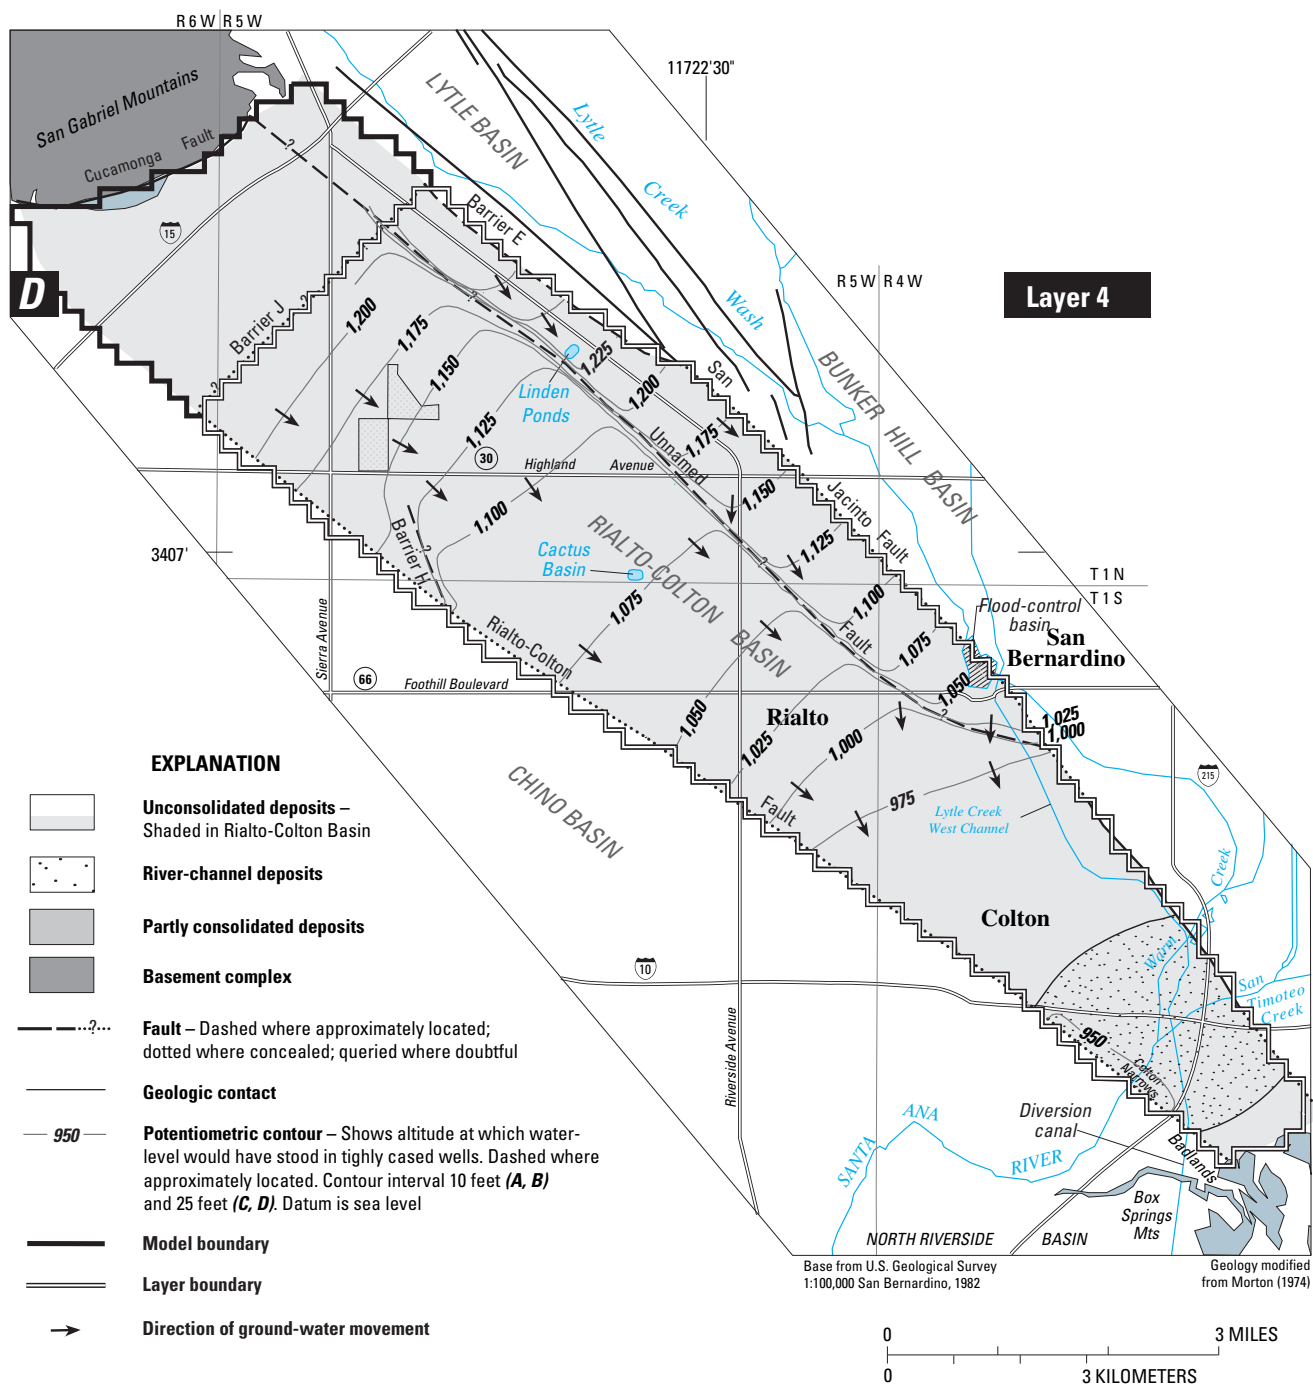 R 6 W R 5 W
11722'30"
San Gabriel Mountains
Cucamonga Fault
LYTLE BASIN
Lytle
Creek
Wash
15
?
D
Layer 4
R 5 W R 4 W
Barrier E
Barrier J
?
?
?
1,200
1,175
1,150
1,125
1,100
1,225
1,200
1,175
1,150
1,125
1,100
1,075
1,050
1,025
1,000
Linden
Ponds
San
Jacinto
Fault
BUNKER HILL BASIN
Unnamed
Fault
?
?
30
Highland Avenue
3407'
Barrier H
?
Cactus
Basin
RIALTO-COLTON BASIN
T 1 N
T 1 S
Flood-control
basin
San
Bernardino
Sierra Avenue
Rialto-Colton
Fault
66
Foothill Boulevard
1,075
1,050
1,025
1,000
975
Rialto
CHINO BASIN
215
Lytle Creek
West Channel
Colton
Warm
Creek
San
Timoteo
Creek
10
Riverside Avenue
950
Colton
Narrows
Diversion
canal
Badlands
SANTA
ANA
RIVER
Box
Springs
Mts
NORTH RIVERSIDE BASIN
Base from U.S. Geological Survey
1:100,000 San Bernardino, 1982
Geology modified
from Morton (1974)
0 3 MILES
0 3 KILOMETERS
EXPLANATION
Unconsolidated deposits –
Shaded in Rialto-Colton Basin
River-channel deposits
Partly consolidated deposits
Basement complex
?
Fault – Dashed where approximately located;
dotted where concealed; queried where doubtful
Geologic contact
950
Potentiometric contour – Shows altitude at which water-
level would have stood in tighly cased wells. Dashed where
approximately located. Contour interval 10 feet (A, B)
and 25 feet (C, D). Datum is sea level
Model boundary
Layer boundary
Direction of ground-water movement